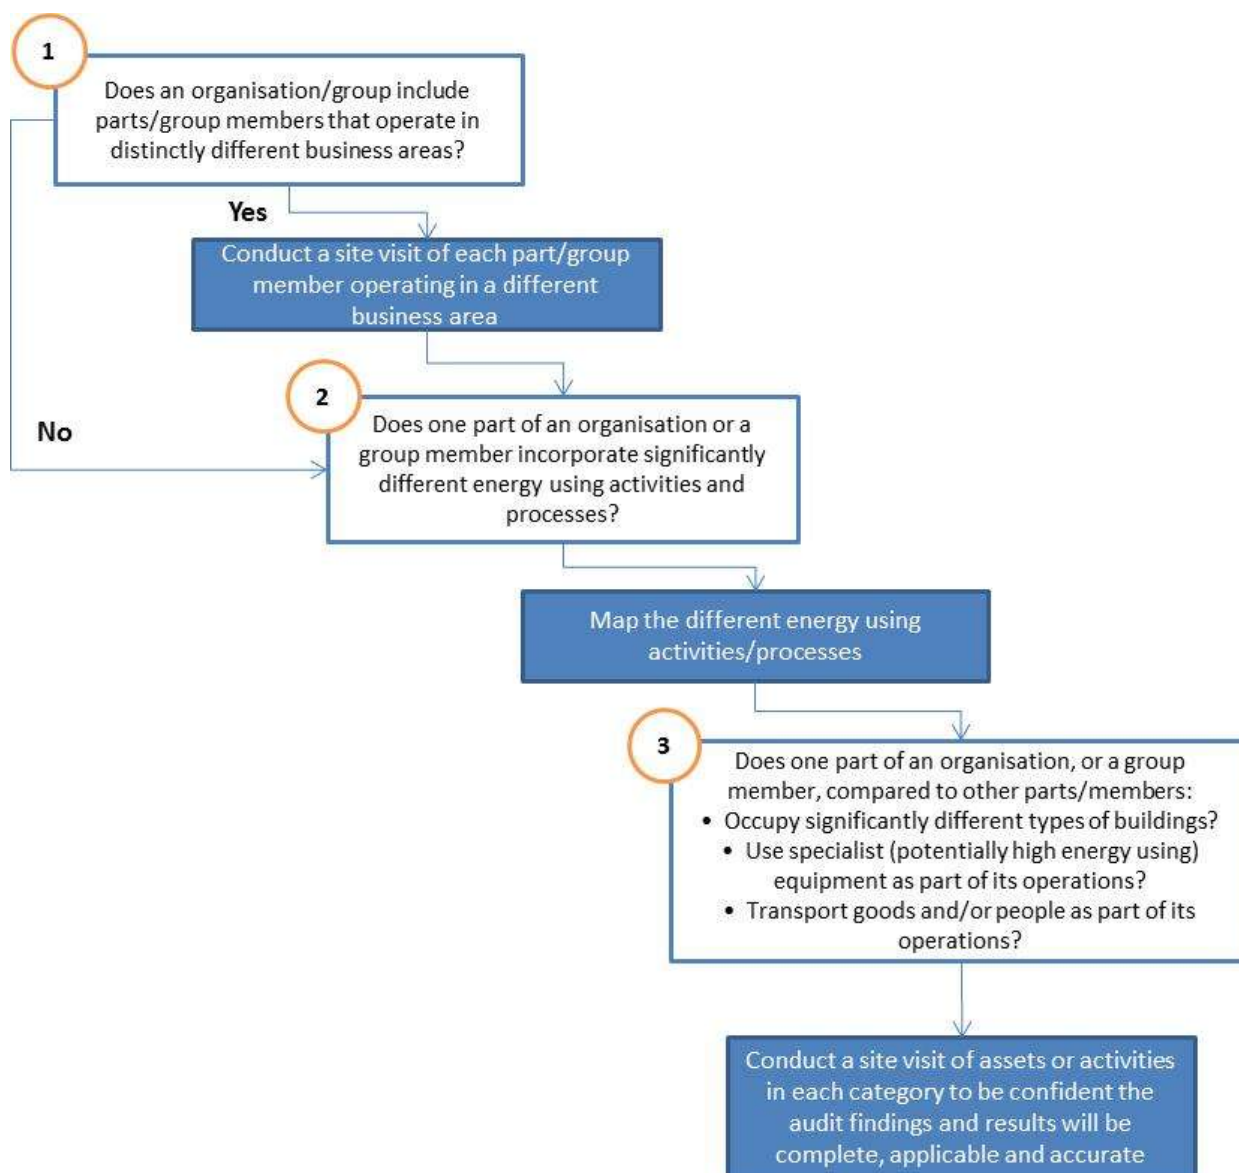 1
Does an organisation/group include
parts/group members that operate in
distinctly different business areas?
Yes
Conduct a site visit of each part/group
member operating in a different
business area
2
No
Does one part of an organisation or a
group member incorporate significantly
different energy using activities and
processes?
Map the different energy using
activities/processes
3
Does one part of an organisation, or a group
member, compared to other parts/members:
• Occupy significantly different types of buildings?
• Use specialist (potentially high energy using)
equipment as part of its operations?
• Transport goods and/or people as part of its
operations?
Conduct a site visit of assets or activities
in each category to be confident the
audit findings and results will be
complete, applicable and accurate